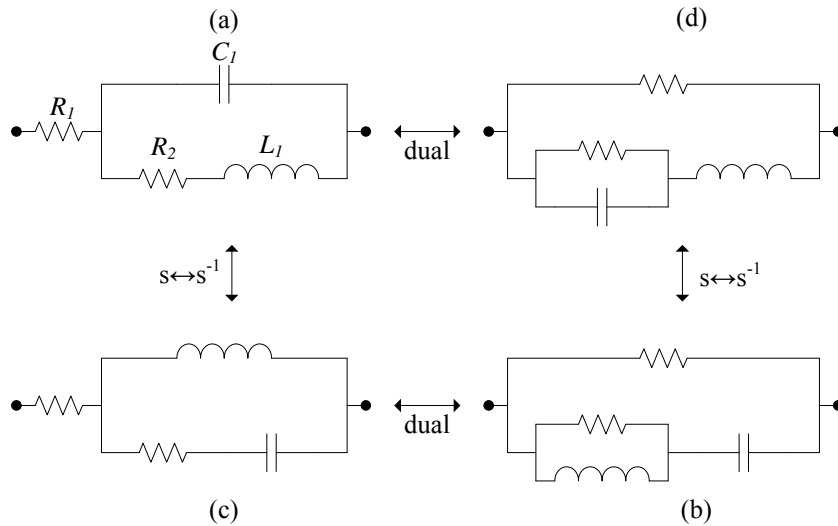 (a)
(d)
C1
R1
R2
L1
dual
s↔s-1
s↔s-1
dual
(c)
(b)